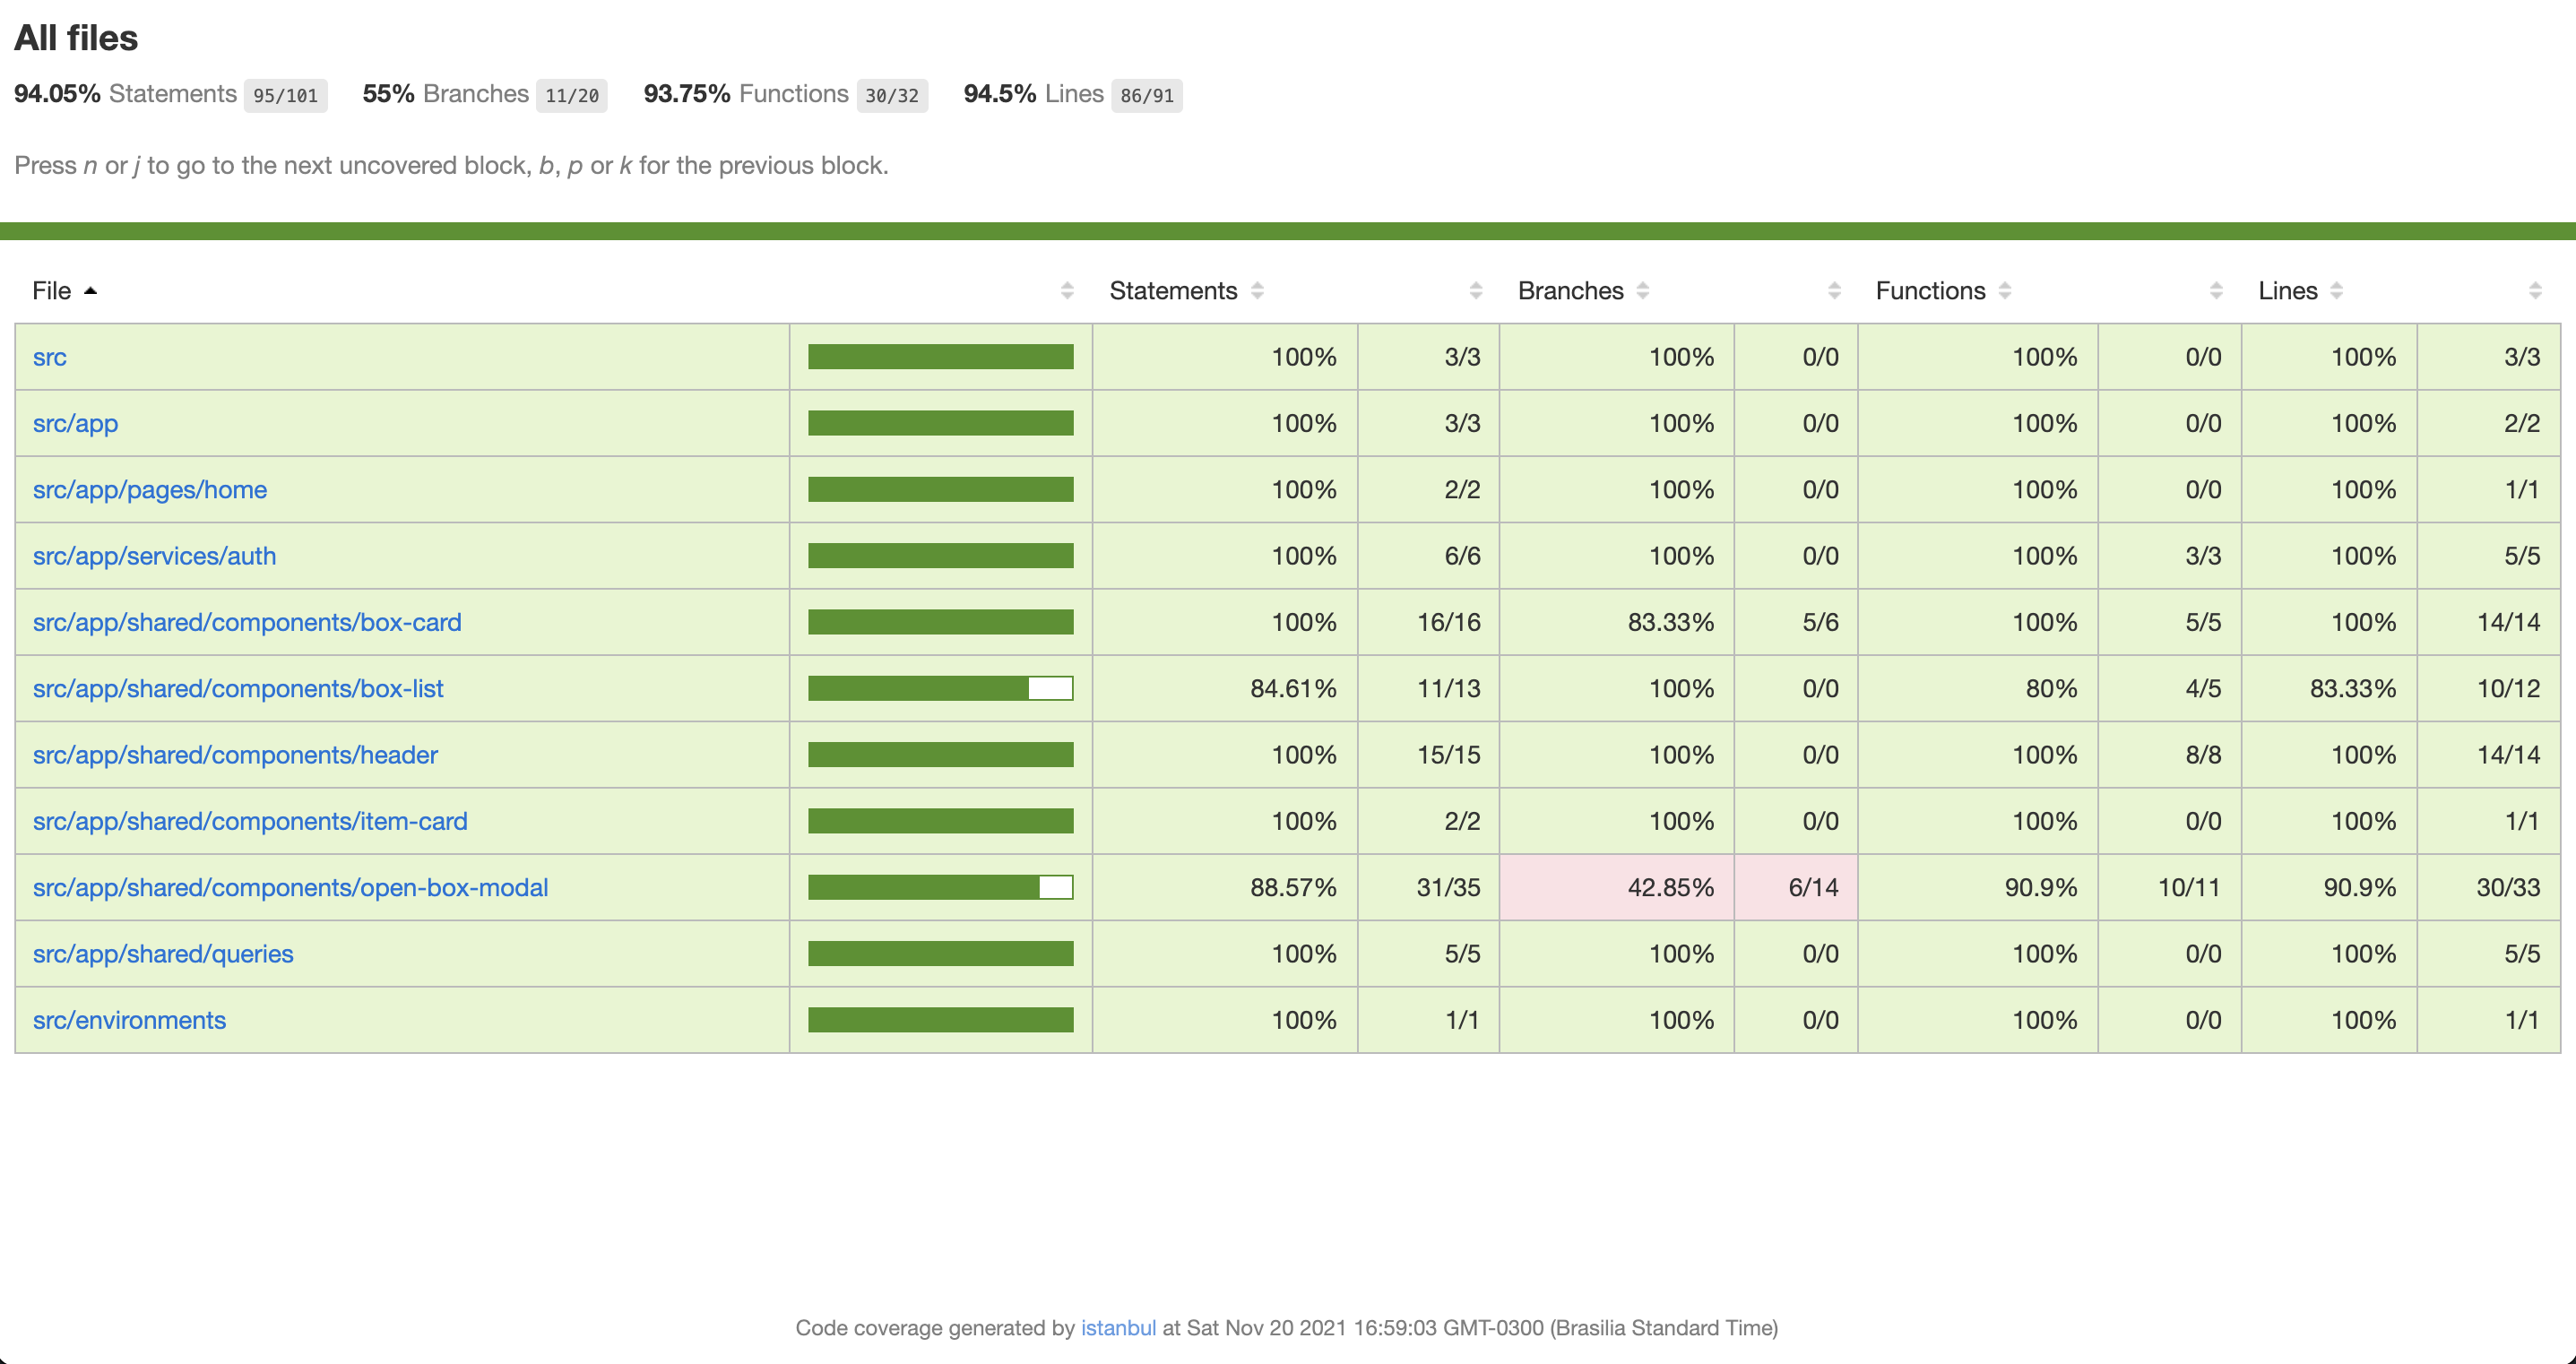 All files
94.05% Statements 95/101 55% Branches 11/20 93.75% Functions 30/32 94.5% Lines 86/91
Press n or j to go to the next uncovered block, b, p or k for the previous block.
File Statements Branches Functions Lines
src 100% 3/3 100% 0/0 100% 0/0 100% 3/3
src/app 100% 3/3 100% 0/0 100% 0/0 100% 2/2
src/app/pages/home 100% 2/2 100% 0/0 100% 0/0 100% 1/1
src/app/services/auth 100% 6/6 100% 0/0 100% 3/3 100% 5/5
src/app/shared/components/box-card 100% 16/16 83.33% 5/6 100% 5/5 100% 14/14
src/app/shared/components/box-list 84.61% 11/13 100% 0/0 80% 4/5 83.33% 10/12
src/app/shared/components/header 100% 15/15 100% 0/0 100% 8/8 100% 14/14
src/app/shared/components/item-card 100% 2/2 100% 0/0 100% 0/0 100% 1/1
src/app/shared/components/open-box-modal 88.57% 31/35 42.85% 6/14 90.9% 10/11 90.9% 30/33
src/app/shared/queries 100% 5/5 100% 0/0 100% 0/0 100% 5/5
src/environments 100% 1/1 100% 0/0 100% 0/0 100% 1/1
Code coverage generated by istanbul at Sat Nov 20 2021 16:59:03 GMT-0300 (Brasilia Standard Time)